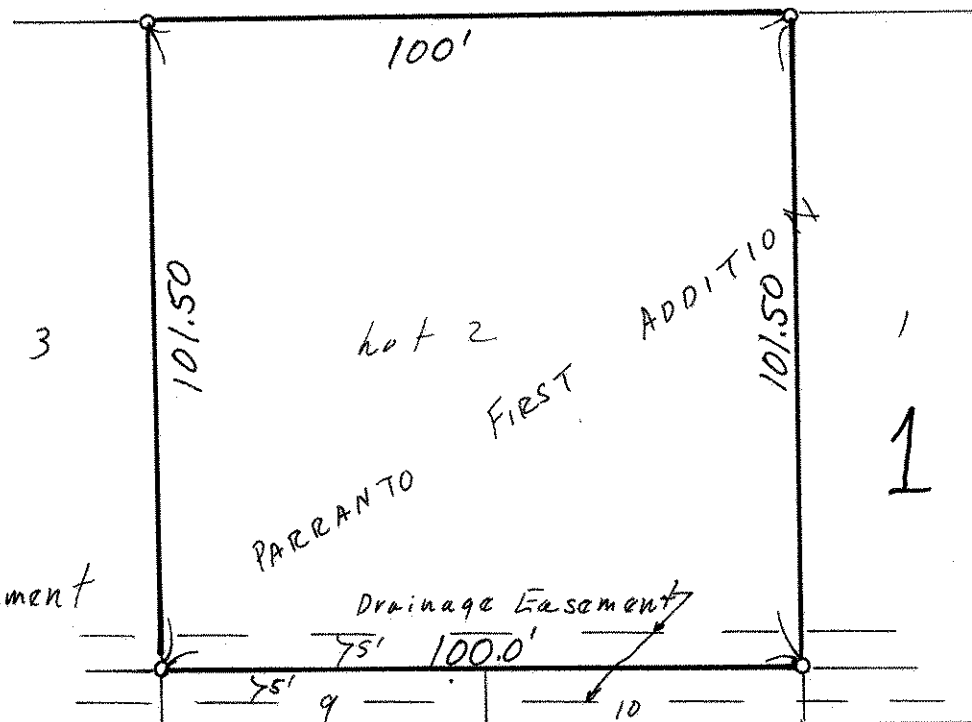 100'
101.50
101.50
3
Lot 2
1
PARRANTO FIRST ADDITION
1
ment
Drainage Easement
5'
100.0'
5'
9
10